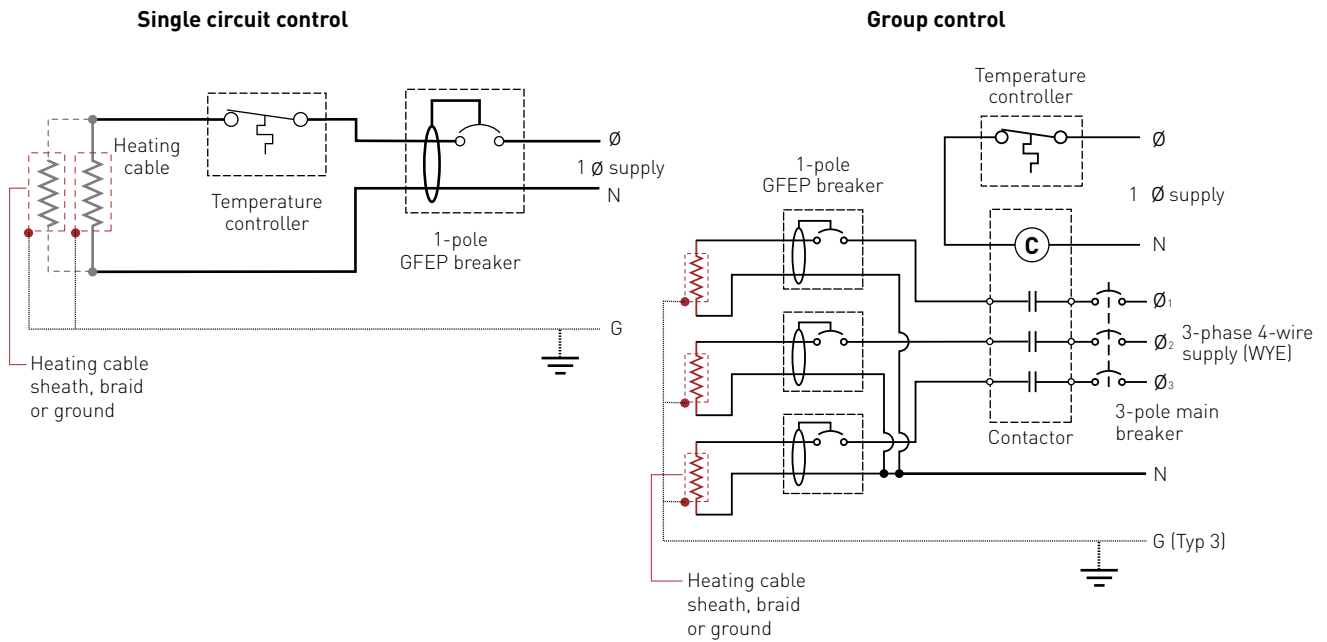 Single circuit control
Heating
cable
Temperature
controller
1-pole
GFEP breaker
Ø
1 Ø supply
N
G
Heating cable
sheath, braid
or ground
Group control
Temperature
controller
Ø
1 Ø supply
N
1-pole
GFEP breaker
C
Ø1
Ø2
Ø3
3-phase 4-wire
supply (WYE)
3-pole main
breaker
Contactor
N
G (Typ 3)
Heating cable
sheath, braid
or ground